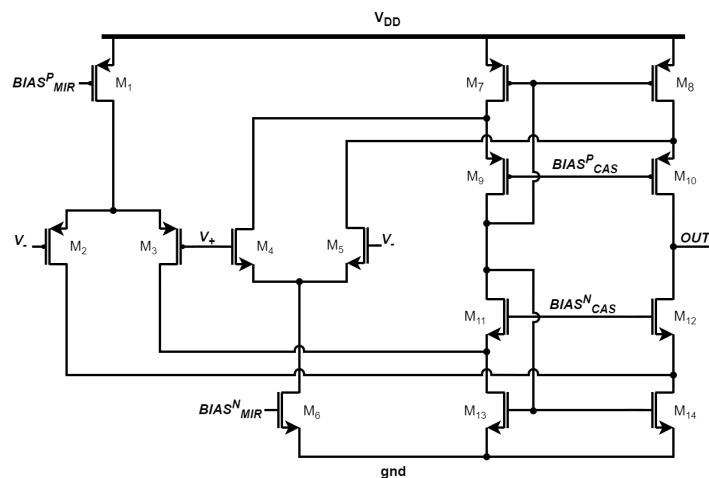 VDD
BIASPMIR
M1
M7
M8
M9
BIASPCAS
M10
V-
M2
M3
V+
M4
M5
V-
OUT
M11
BIASNCAS
M12
BIASNMIR
M6
M13
M14
gnd